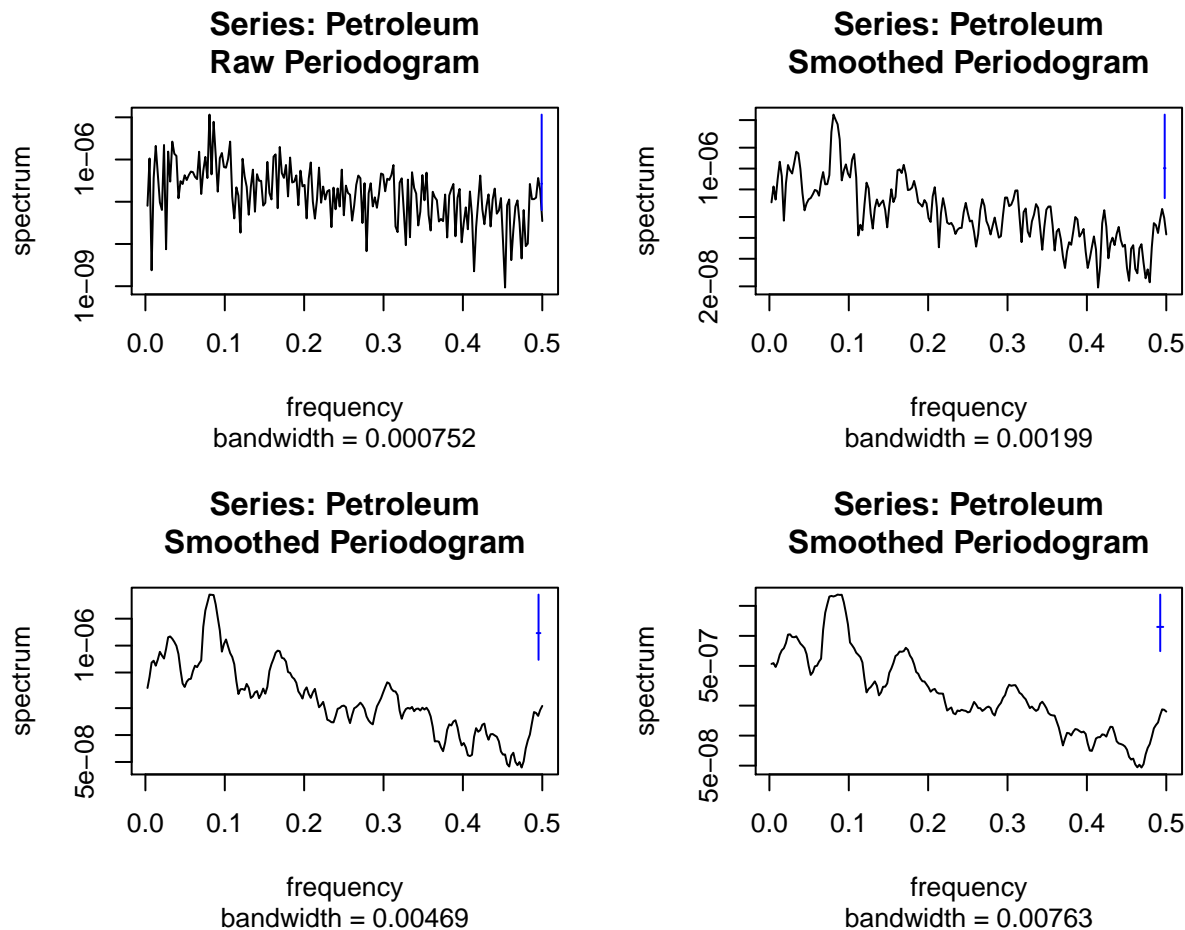 Series: Petroleum
Raw Periodogram
spectrum
1e−06
1e−09
0.0 0.1 0.2 0.3 0.4 0.5
frequency
bandwidth = 0.000752
Series: Petroleum
Smoothed Periodogram
spectrum
1e−06
2e−08
0.0 0.1 0.2 0.3 0.4 0.5
frequency
bandwidth = 0.00199
Series: Petroleum
Smoothed Periodogram
spectrum
1e−06
5e−08
0.0 0.1 0.2 0.3 0.4 0.5
frequency
bandwidth = 0.00469
Series: Petroleum
Smoothed Periodogram
spectrum
5e−07
5e−08
0.0 0.1 0.2 0.3 0.4 0.5
frequency
bandwidth = 0.00763